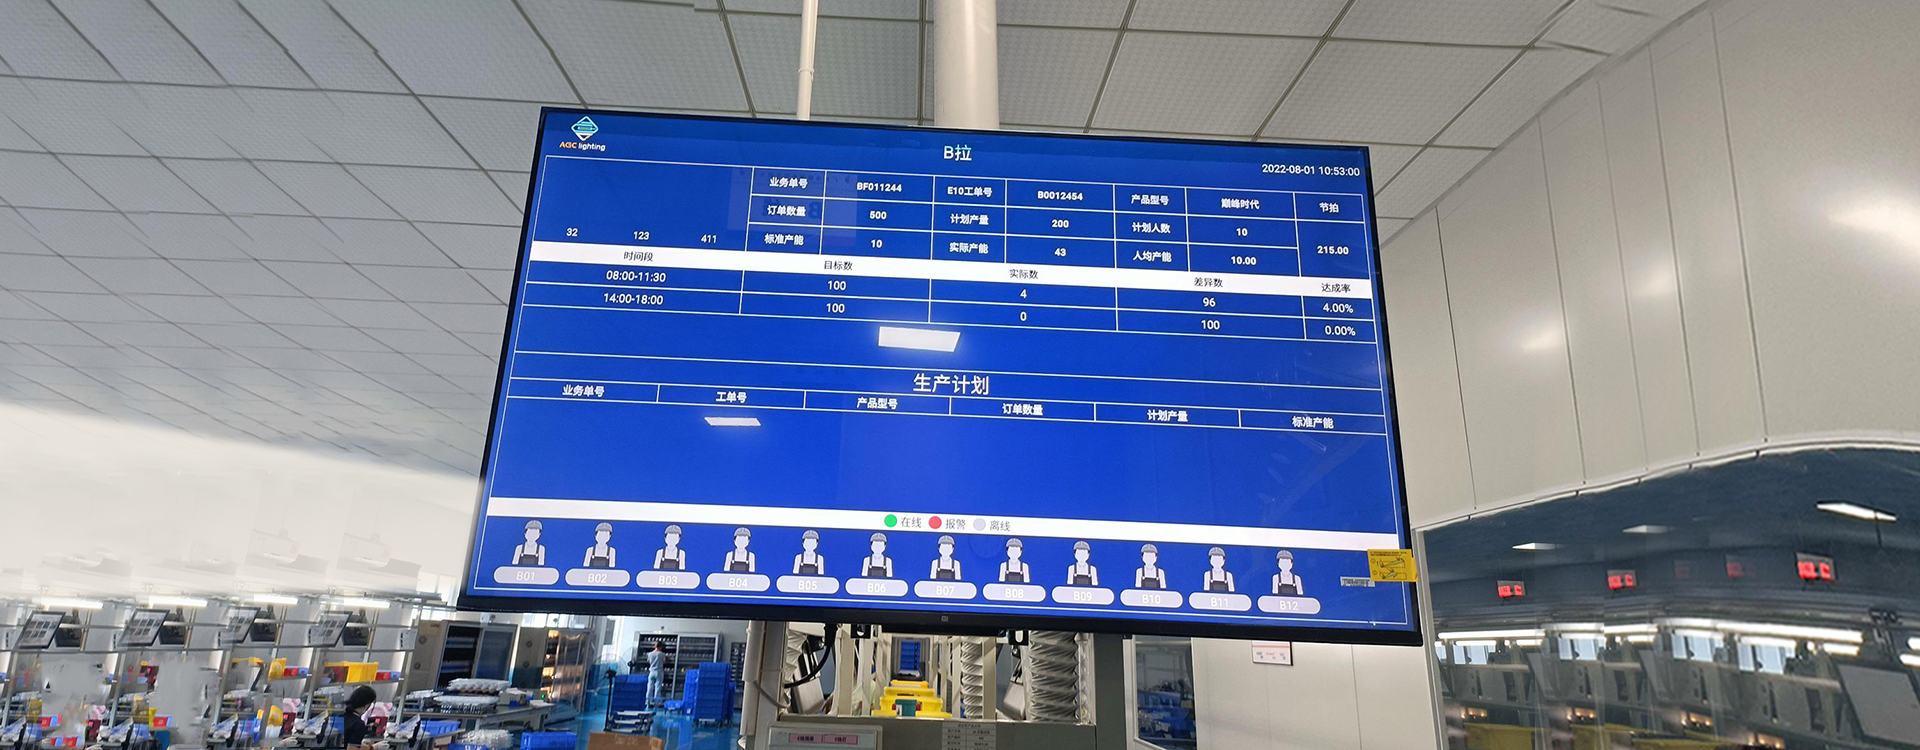 AGC lighting
B拉
2022-08-01 10:53:00
业务单号 BF011244 E10工单号 B0012454 产品型号 巅峰时代 节拍
订单数量 500 计划产量 200 计划人数 10 215.00
32 123 411 标准产能 10 实际产能 43 人均产能 10.00
时间段 目标数 实际数 差异数 达成率
08:00-11:30 100 4 96 4.00%
14:00-18:00 100 0 100 0.00%
生产计划
业务单号 工单号 产品型号 订单数量 计划产量 标准产能
在线 报警 离线
B01 B02 B03 B04 B05 B06 B07 B08 B09 B10 B11 B12